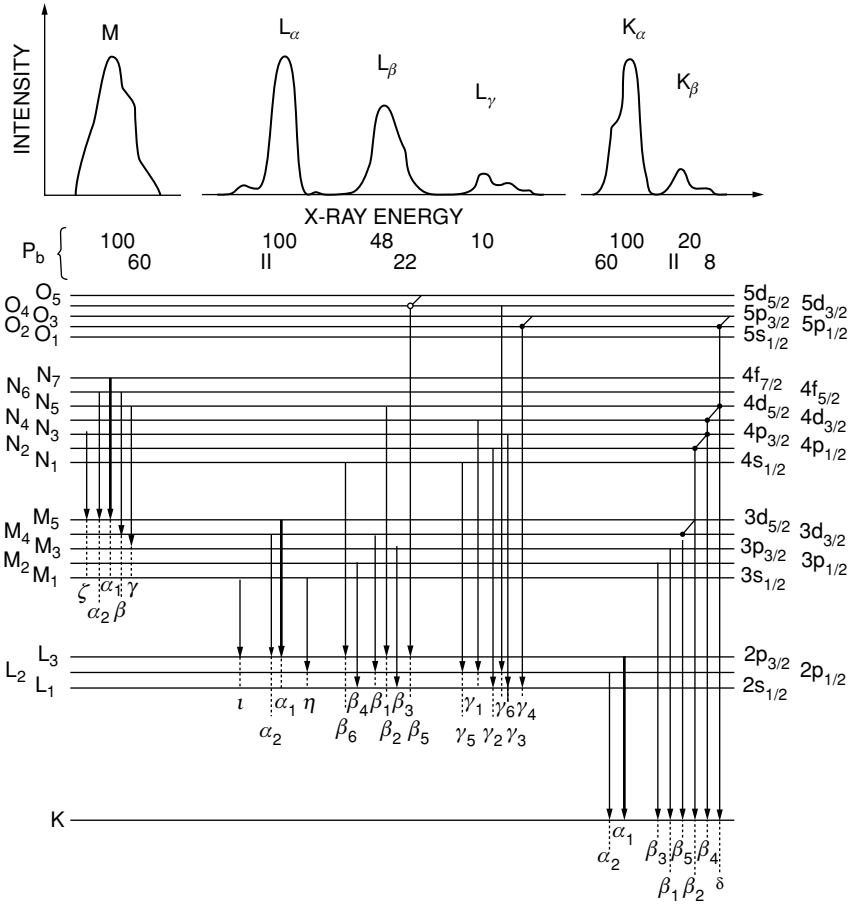 INTENSITY
M
Lα
Lβ
Lγ
Kα
Kβ
X-RAY ENERGY
Pb
100 100 48 10 100 20
60 II 22 60 II 8
O5 5d5/2
O4 5d3/2
O3 5p3/2
O2 5p1/2
O1 5s1/2
N7 4f7/2
N6 4f5/2
N5 4d5/2
N4 4d3/2
N3 4p3/2
N2 4p1/2
N1 4s1/2
M5 3d5/2
M4 3d3/2
M3 3p3/2
M2 3p1/2
M1 3s1/2
ζ α1 γ
α2 β
L3 2p3/2
L2 2p1/2
L1 2s1/2
ι α1 η β4 β1 β3 γ1 γ6 γ4
α2 β6 β2 β5 γ5 γ2 γ3
K
α1
α2 β3 β5 β4
β1 β2 δ